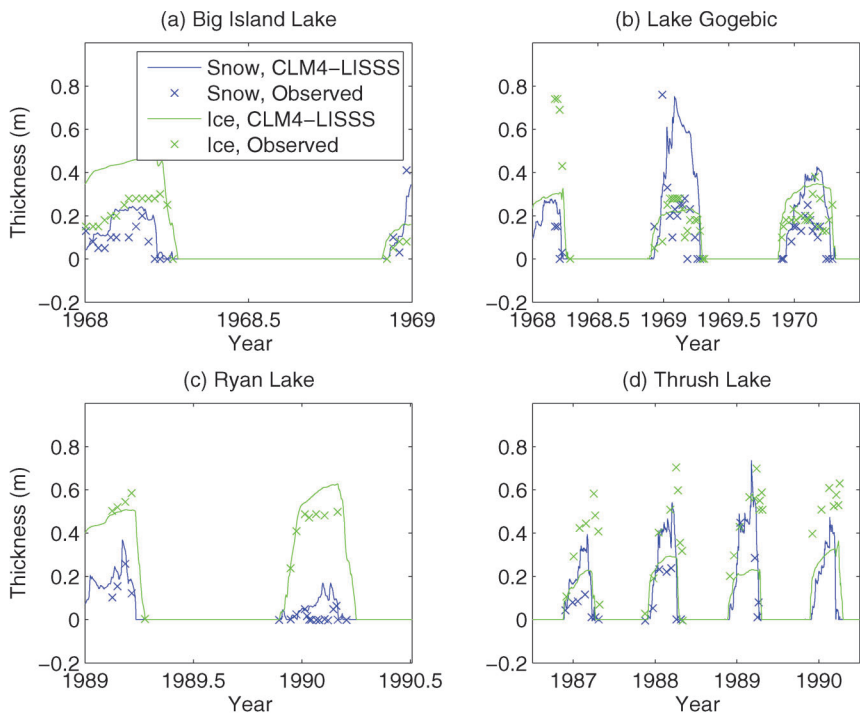 (a) Big Island Lake
(b) Lake Gogebic
Thickness (m)
0.8
0.6
0.4
0.2
0
−0.2
Snow, CLM4−LISSS
Snow, Observed
Ice, CLM4−LISSS
Ice, Observed
1968 1968.5 1969
Year
0.8
0.6
0.4
0.2
0
−0.2
1968 1968.5 1969 1969.5 1970
Year
(c) Ryan Lake
(d) Thrush Lake
Thickness (m)
0.8
0.6
0.4
0.2
0
−0.2
1989 1989.5 1990 1990.5
Year
0.8
0.6
0.4
0.2
0
−0.2
1987 1988 1989 1990
Year